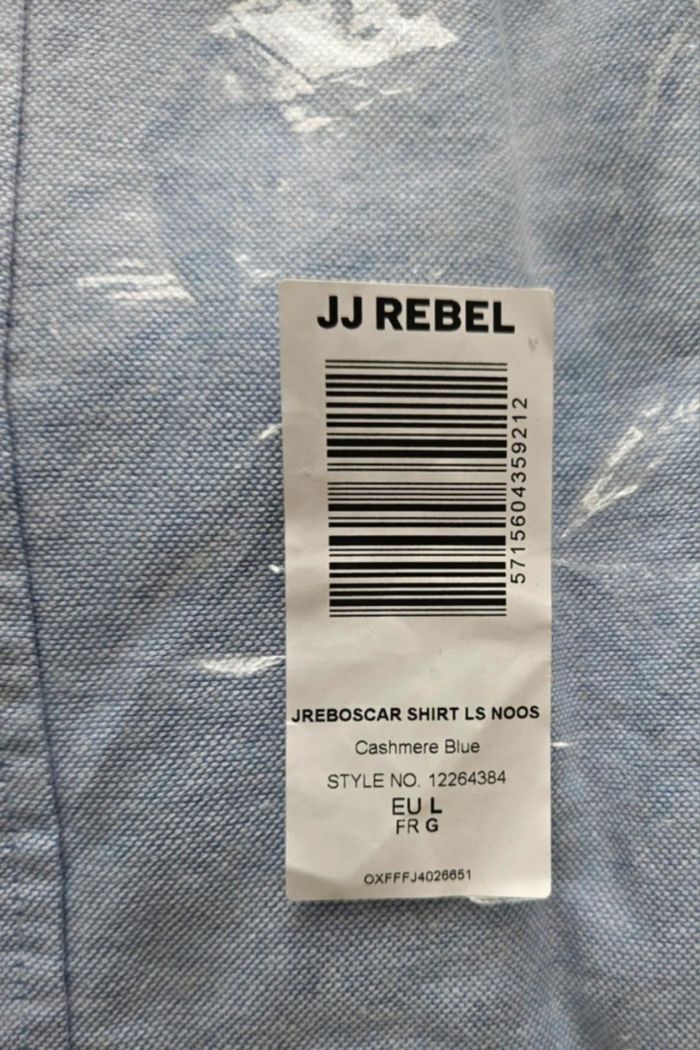 JJ REBEL
5715604359212
JREBOSCAR SHIRT LS NOOS
Cashmere Blue
STYLE NO. 12264384
EU L
FR G
OXFFFJ4026651